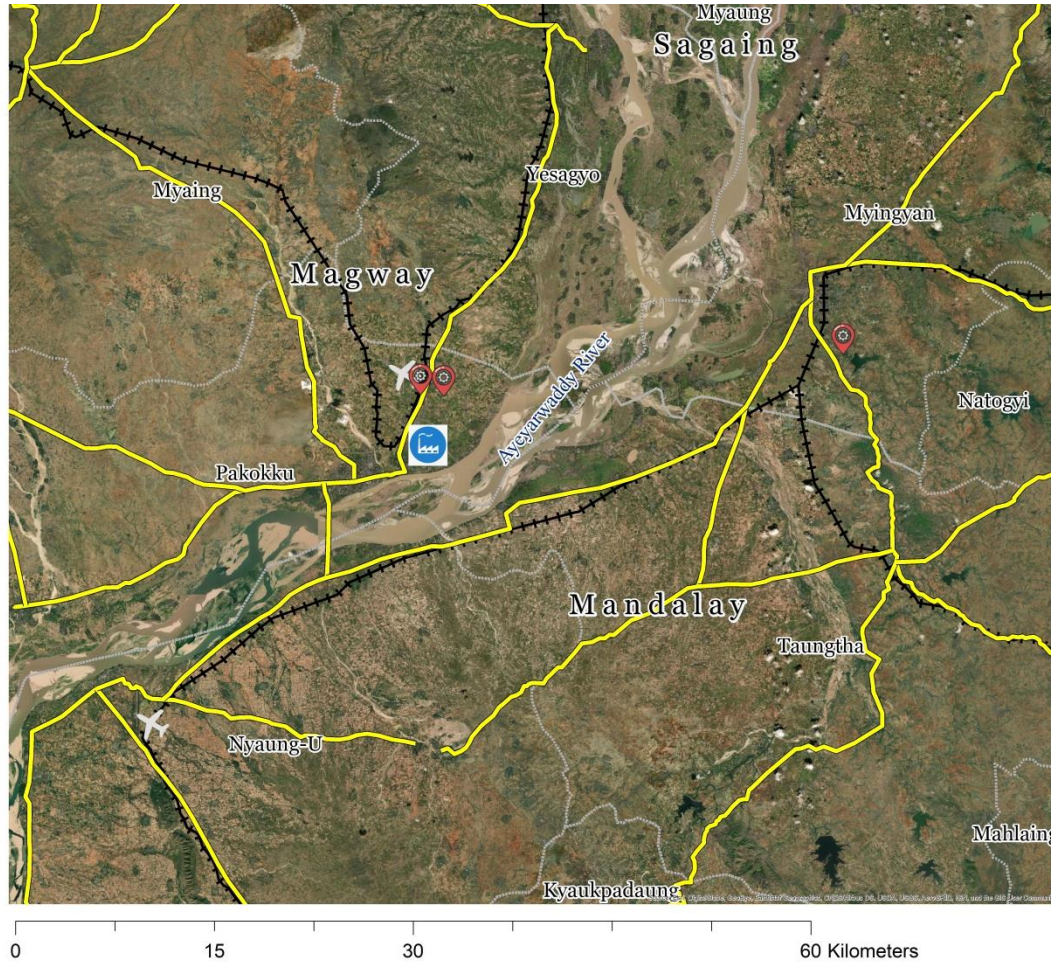 Myaung
Sagaing
Yesagyo
Myaing
Myingyan
Magway
Ayeyarwaddy River
Natogyi
Pakokku
Mandalay
Taungtha
Nyaung-U
Mahlaing
Kyaukpadaung
0 15 30 60 Kilometers